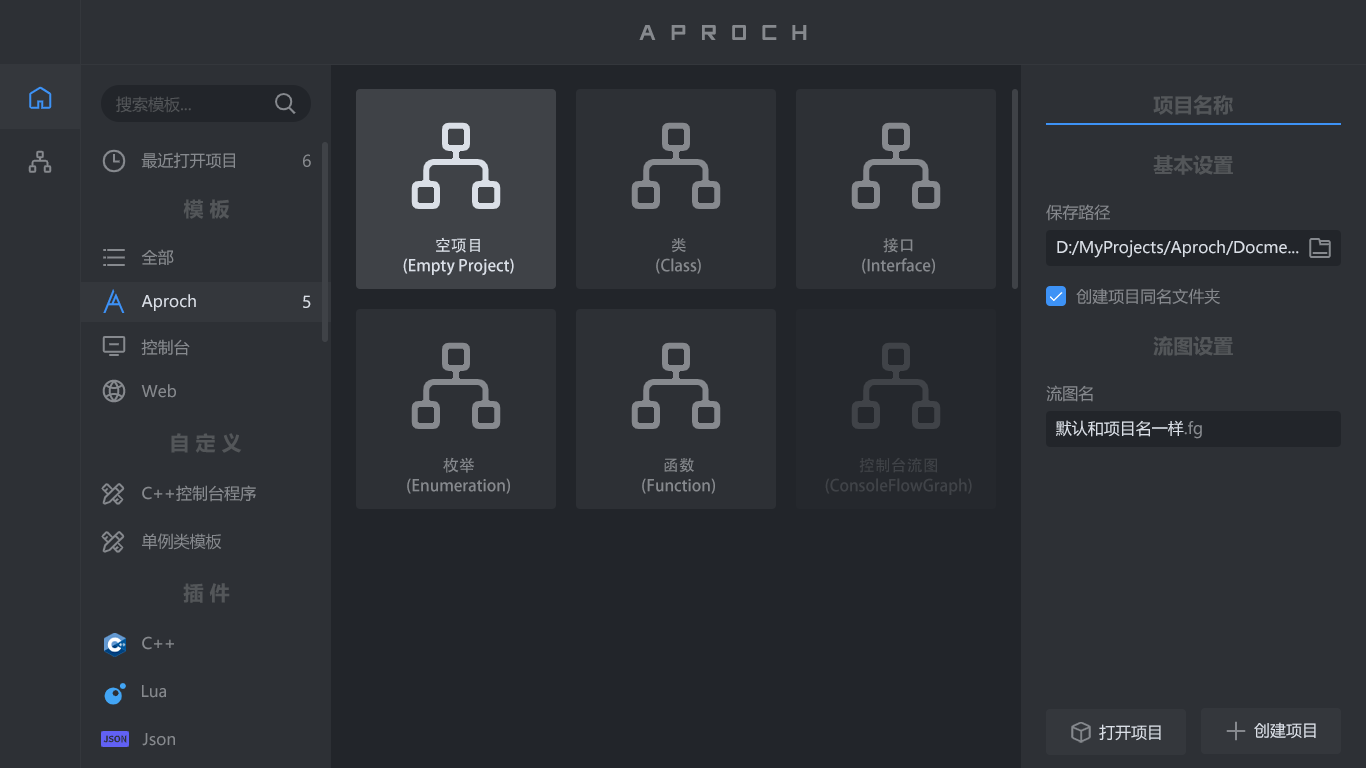 APROCH
搜索模板...
最近打开项目 6
模板
全部
Aproch 5
控制台
Web
自定义
C++控制台程序
单例类模板
插件
C++
Lua
JSON Json
空项目
(Empty Project)
类
(Class)
接口
(Interface)
枚举
(Enumeration)
函数
(Function)
控制台流图
(ConsoleFlowGraph)
项目名称
基本设置
保存路径
D:/MyProjects/Aproch/Docme...
创建项目同名文件夹
流图设置
流图名
默认和项目名一样.fg
打开项目
创建项目